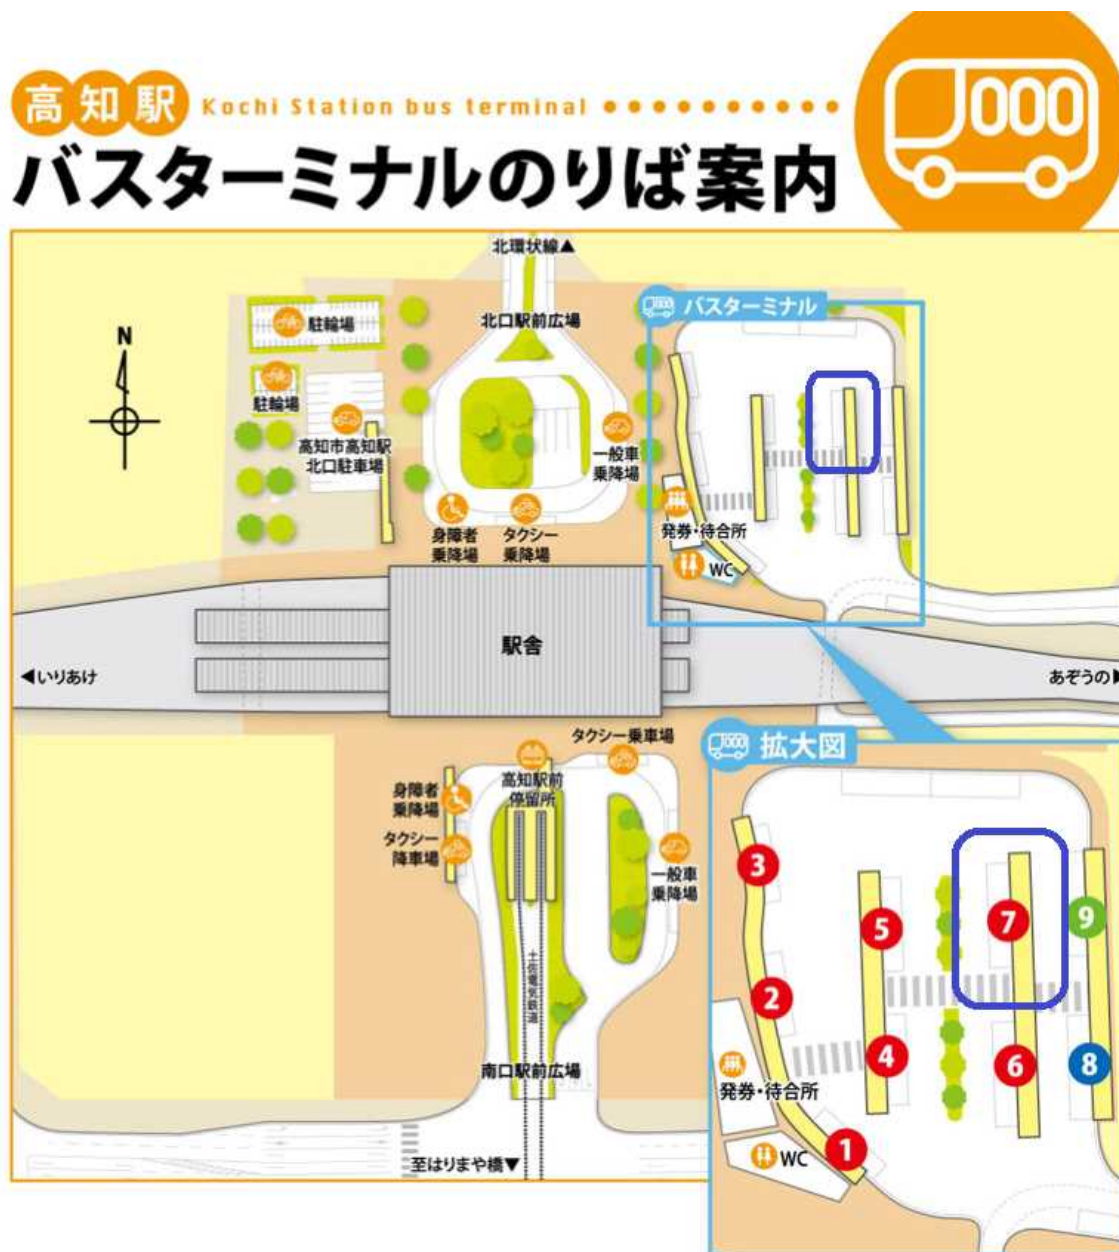 高知駅 Kochi Station bus terminal
000
バスターミナルのりば案内
北環状線▲
駐輪場
北口駅前広場
バスターミナル
N
駐輪場
高知市高知駅
北口駐車場
一般車
乗降場
身障者
乗降場
タクシー
乗降場
発券・待合所
WC
駅舎
◀いりあけ
あぞうの▶
タクシー乗車場
高知駅前
停留所
身障者
乗降場
タクシー
降車場
一般車
乗降場
土佐電気鉄道
南口駅前広場
至はりまや橋▼
000 拡大図
3
5
7
9
2
4
6
8
発券・待合所
1
WC